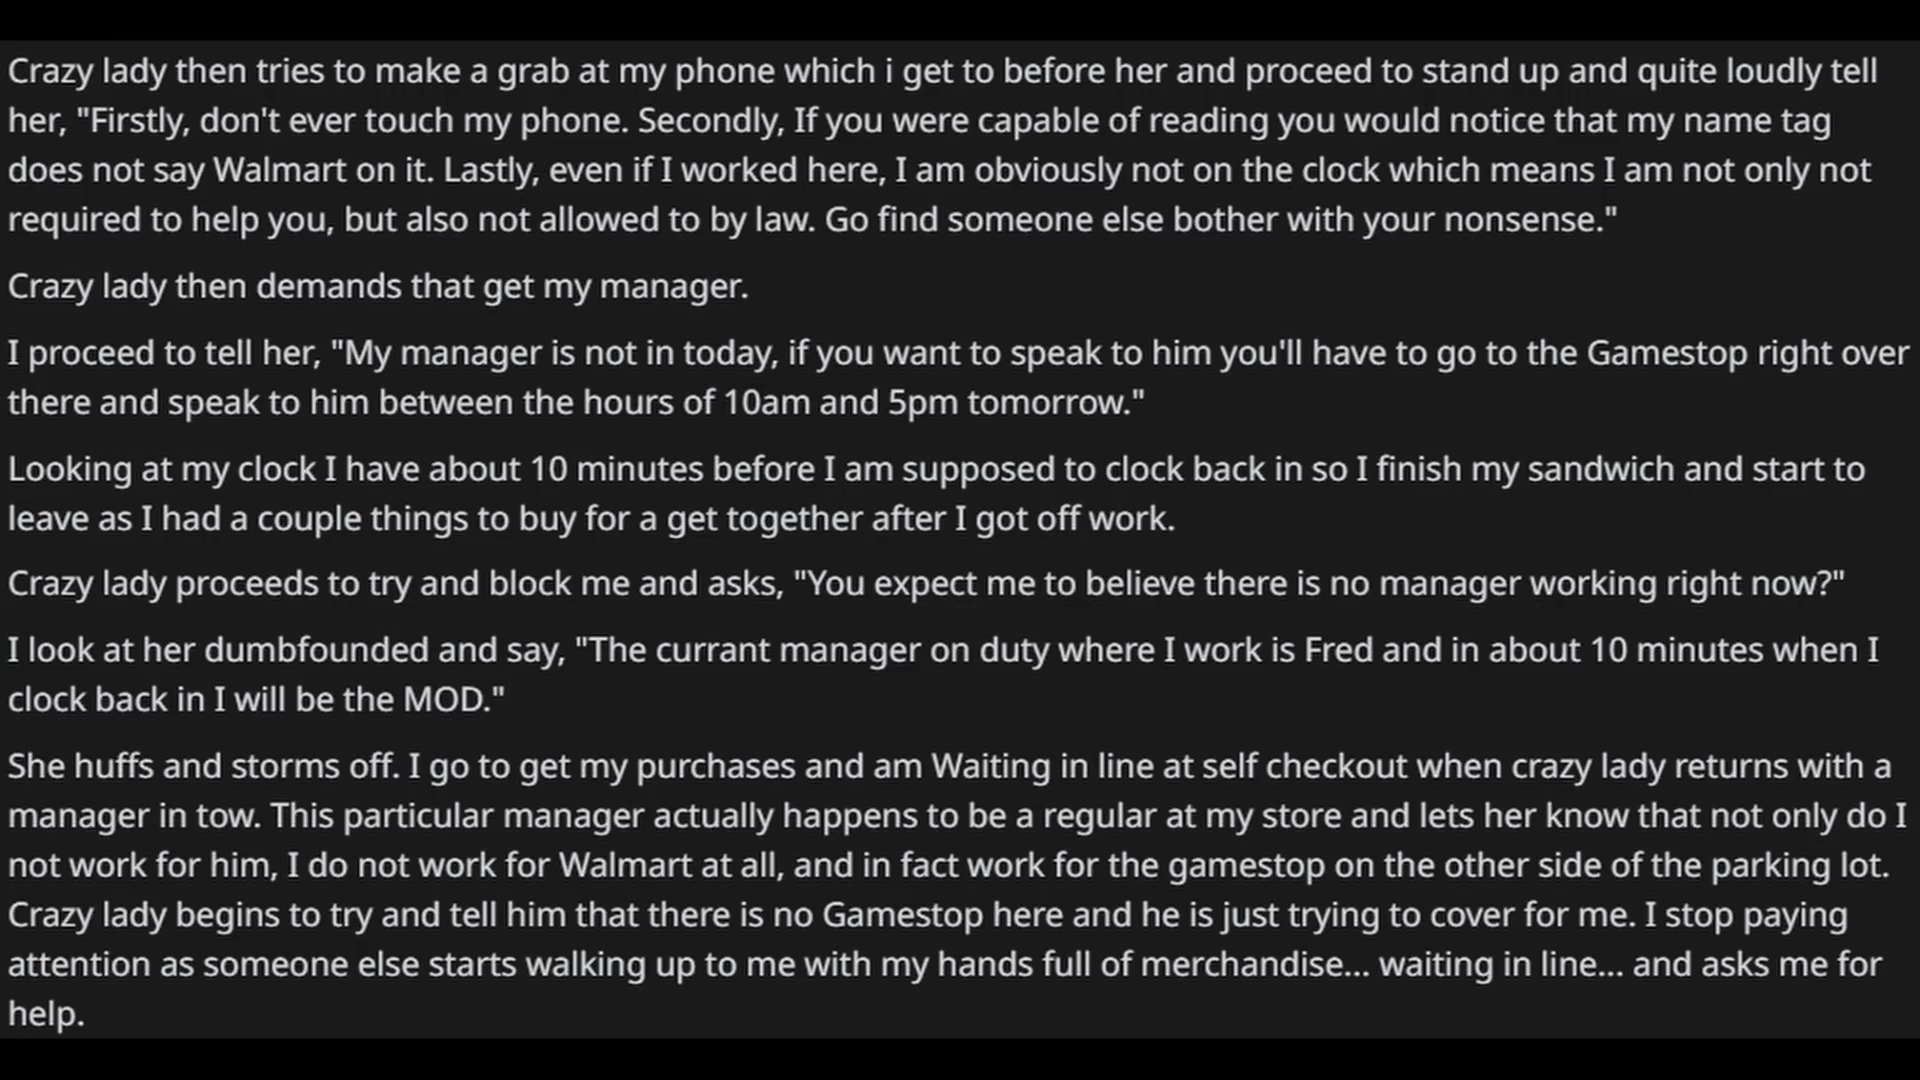 Crazy lady then tries to make a grab at my phone which i get to before her and proceed to stand up and quite loudly tell
her, "Firstly, don't ever touch my phone. Secondly, If you were capable of reading you would notice that my name tag
does not say Walmart on it. Lastly, even if I worked here, I am obviously not on the clock which means I am not only not
required to help you, but also not allowed to by law. Go find someone else bother with your nonsense."
Crazy lady then demands that get my manager.
I proceed to tell her, "My manager is not in today, if you want to speak to him you'll have to go to the Gamestop right over
there and speak to him between the hours of 10am and 5pm tomorrow."
Looking at my clock I have about 10 minutes before I am supposed to clock back in so I finish my sandwich and start to
leave as I had a couple things to buy for a get together after I got off work.
Crazy lady proceeds to try and block me and asks, "You expect me to believe there is no manager working right now?"
I look at her dumbfounded and say, "The currant manager on duty where I work is Fred and in about 10 minutes when I
clock back in I will be the MOD."
She huffs and storms off. I go to get my purchases and am Waiting in line at self checkout when crazy lady returns with a
manager in tow. This particular manager actually happens to be a regular at my store and lets her know that not only do I
not work for him, I do not work for Walmart at all, and in fact work for the gamestop on the other side of the parking lot.
Crazy lady begins to try and tell him that there is no Gamestop here and he is just trying to cover for me. I stop paying
attention as someone else starts walking up to me with my hands full of merchandise... waiting in line... and asks me for
help.